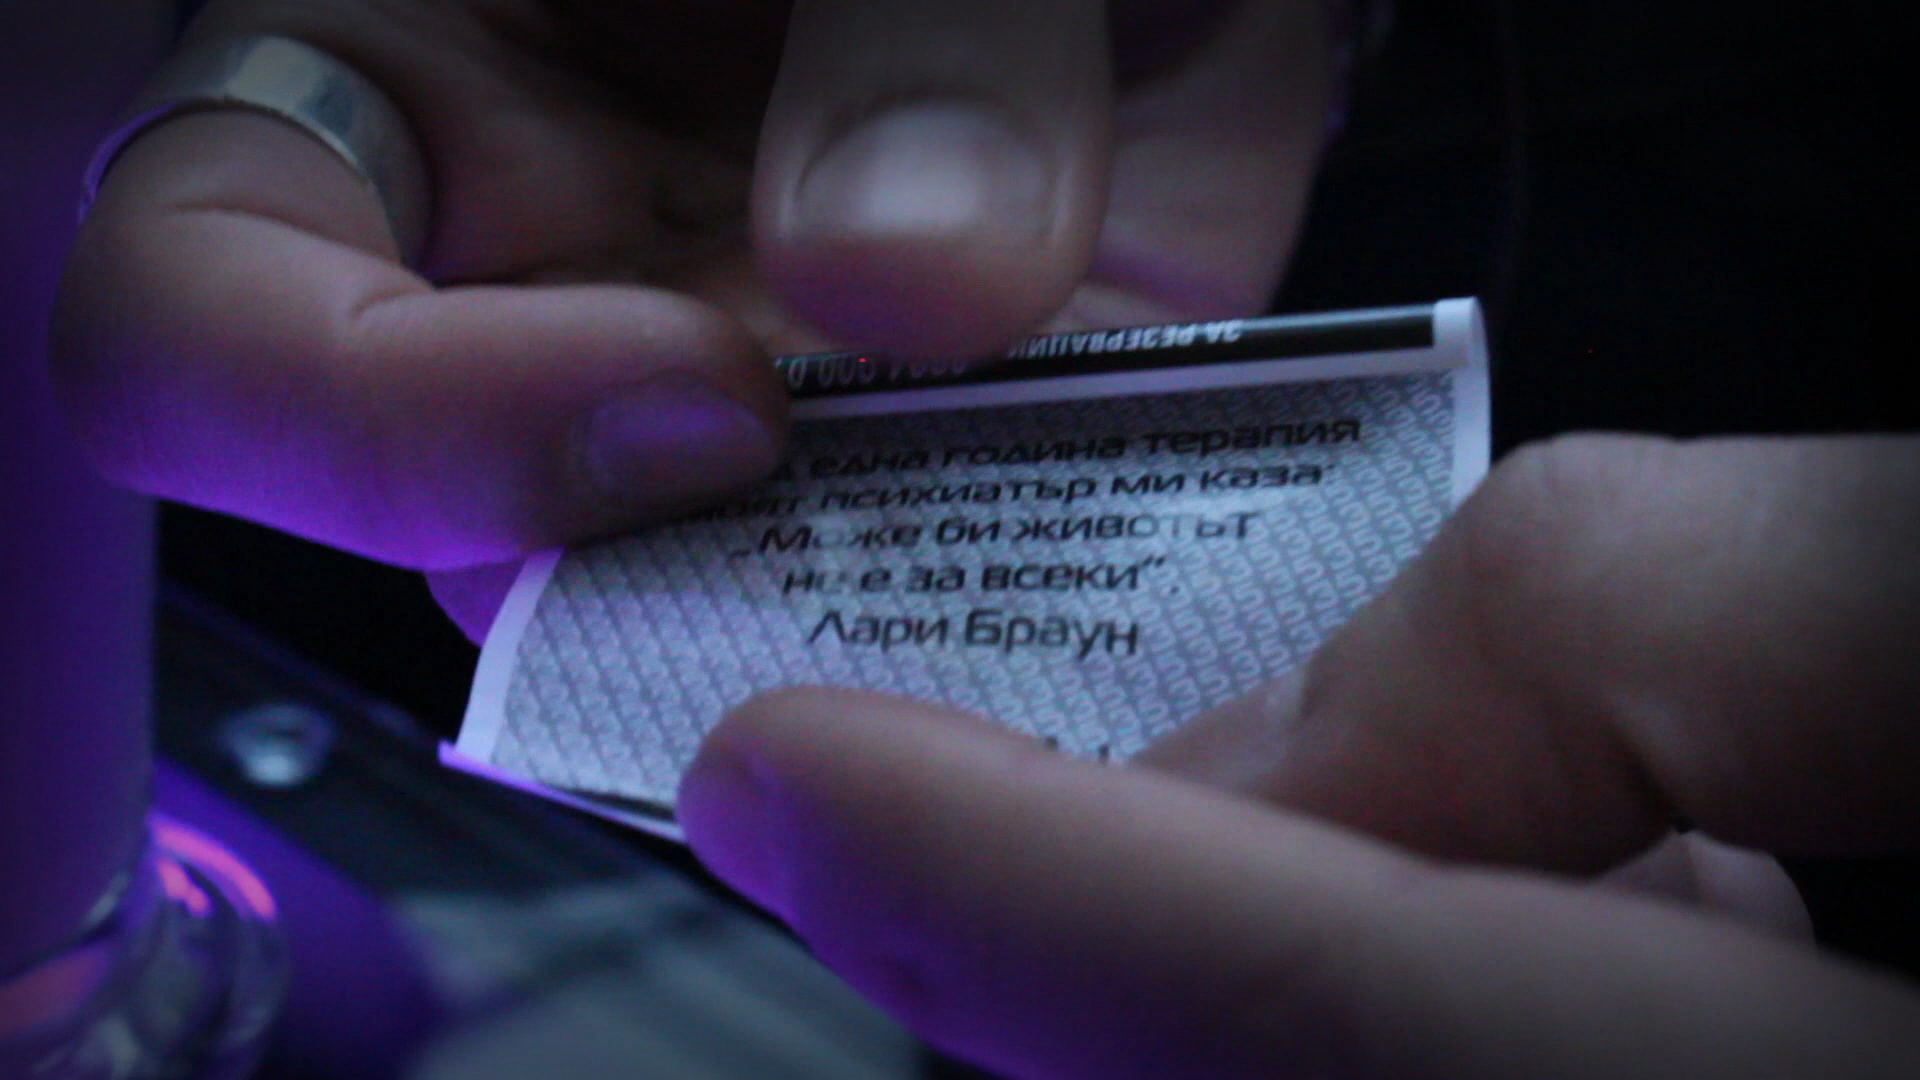 ЗА РЕЗЕРВАЦИИ
една година терапия
психиатър ми каза:
„Може би животът
не е за всеки“.
Лари Браун